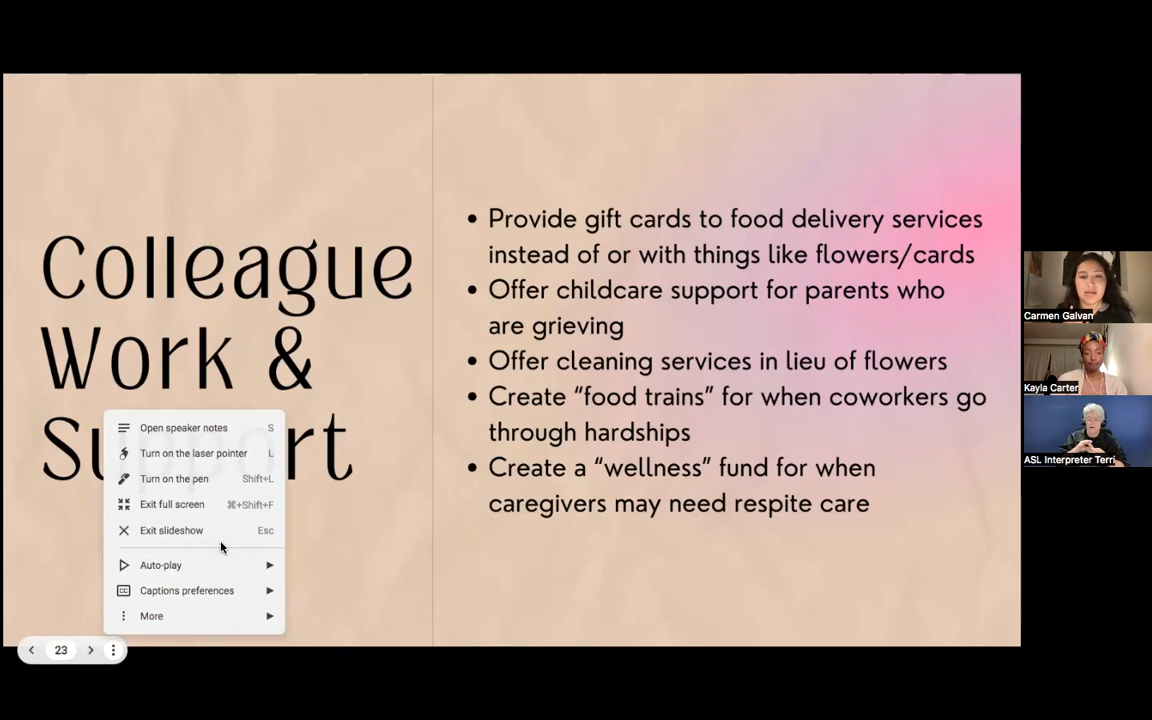 Colleague
Work &
Support
• Provide gift cards to food delivery services
instead of or with things like flowers/cards
• Offer childcare support for parents who
are grieving
• Offer cleaning services in lieu of flowers
• Create “food trains” for when coworkers go
through hardships
• Create a “wellness” fund for when
caregivers may need respite care
Open speaker notes S
Turn on the laser pointer L
Turn on the pen Shift+L
Exit full screen ⌘+Shift+F
Exit slideshow Esc
Auto-play
CC Captions preferences
More
23
Carmen Galvan
Kayla Carter
ASL Interpreter Terri